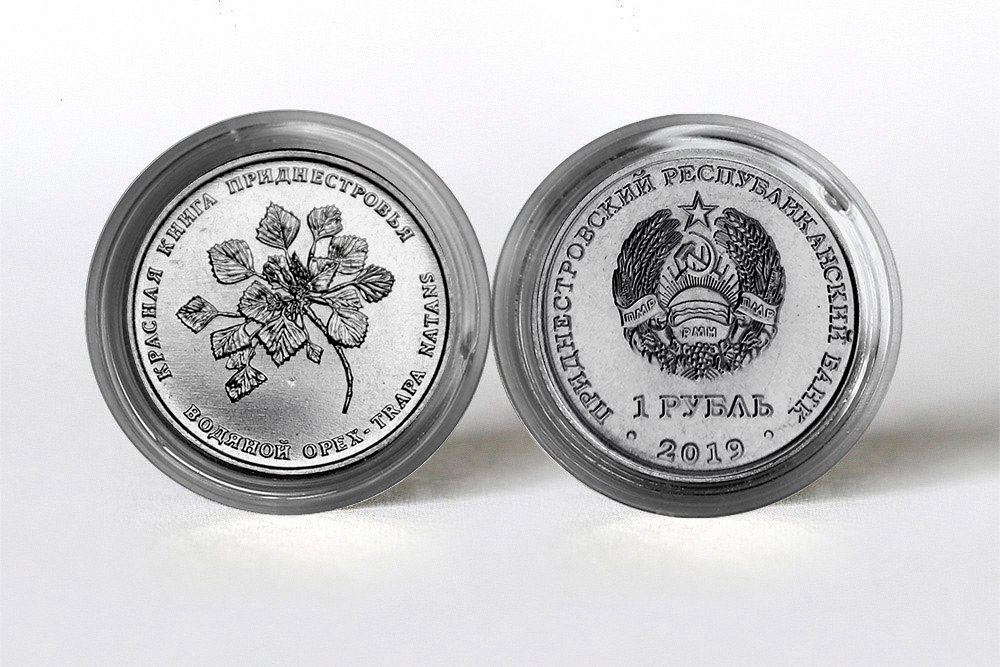 КРАСНАЯ КНИГА ПРИДНЕСТРОВЬЯ
ВОДЯНОЙ ОРЕХ - TRAPA NATANS
ПРИДНЕСТРОВСКИЙ РЕСПУБЛИКАНСКИЙ БАНК
ПМР
ПМР
РМН
1 РУБЛЬ
· 2019 ·